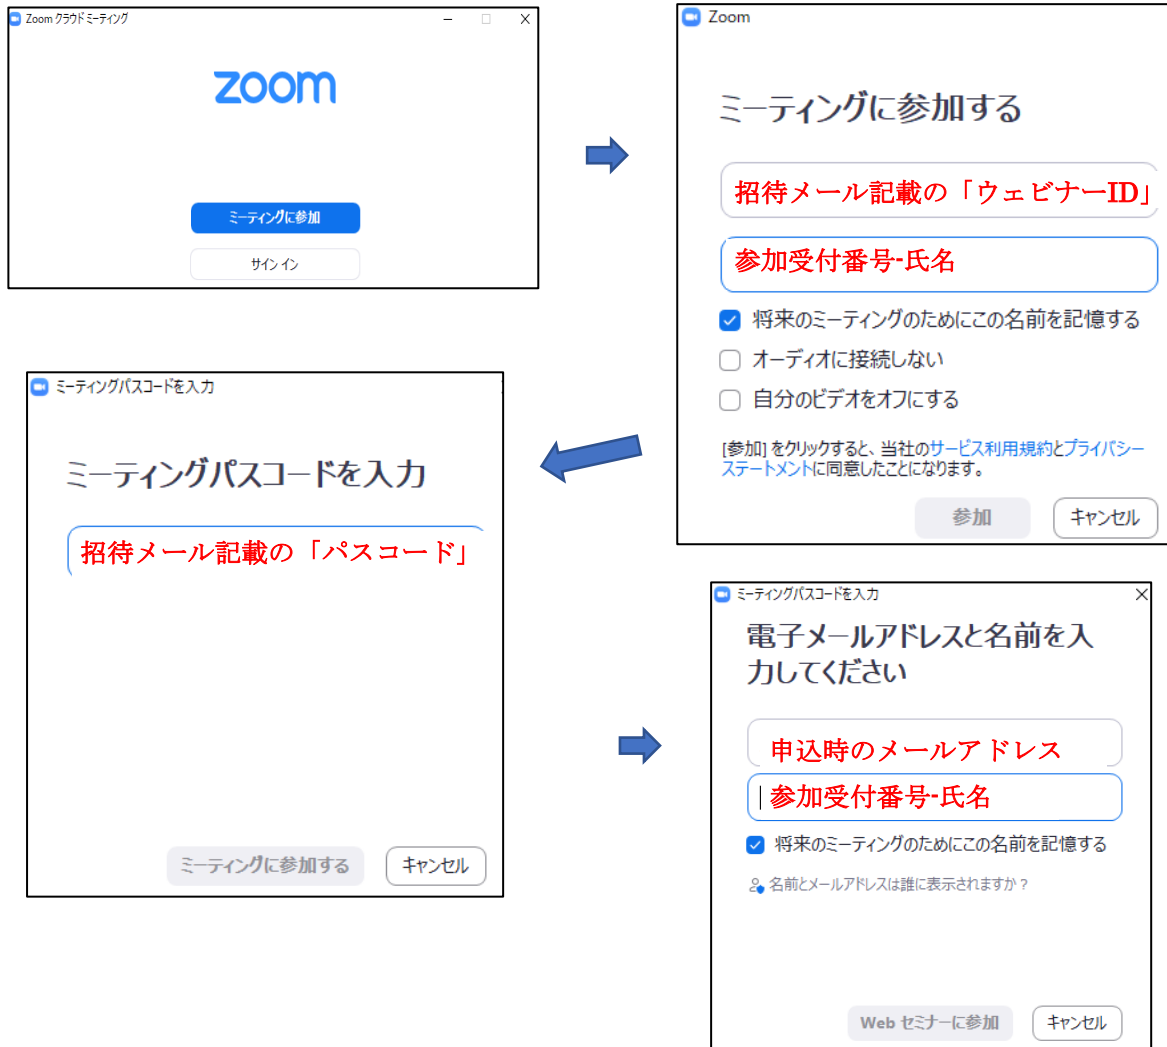 Zoom クラウド ミーティング
zoom
ミーティングに参加
サイン イン
Zoom
ミーティングに参加する
招待メール記載の「ウェビナーID」
参加受付番号-氏名
将来のミーティングのためにこの名前を記憶する
オーディオに接続しない
自分のビデオをオフにする
[参加] をクリックすると、当社のサービス利用規約とプライバシー
ステートメントに同意したことになります。
参加
キャンセル
ミーティングパスコードを入力
ミーティングパスコードを入力
招待メール記載の「パスコード」
ミーティングに参加する
キャンセル
ミーティングパスコードを入力
電子メールアドレスと名前を入
力してください
申込時のメールアドレス
参加受付番号-氏名
将来のミーティングのためにこの名前を記憶する
名前とメールアドレスは誰に表示されますか?
Web セミナーに参加
キャンセル